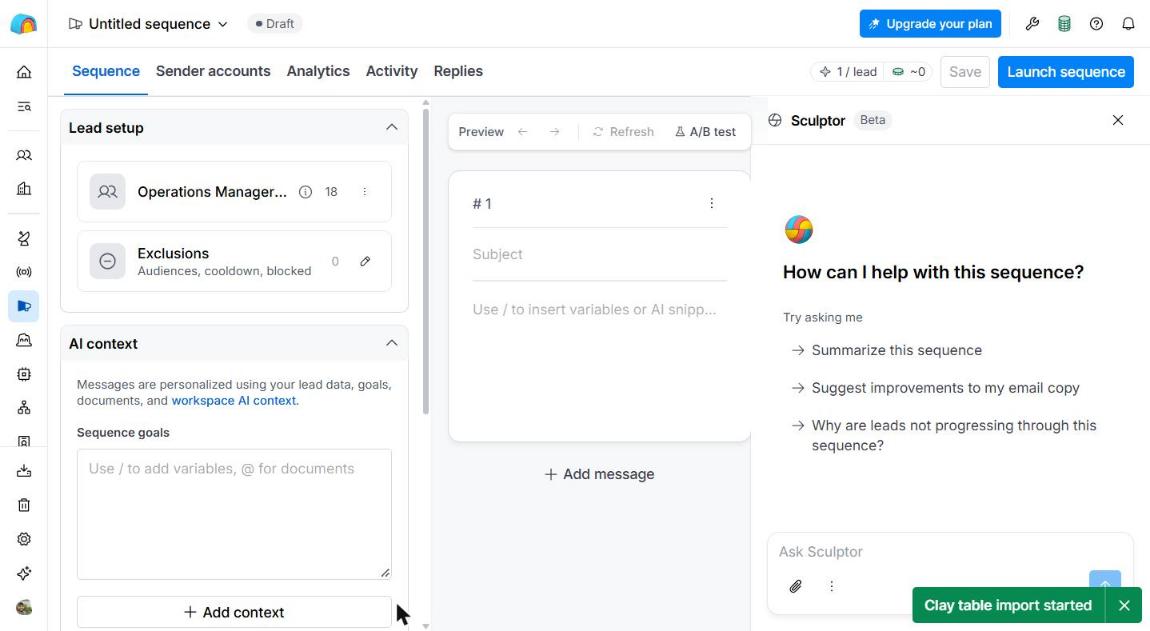 Untitled sequence
Draft
Upgrade your plan
Sequence
Sender accounts
Analytics
Activity
Replies
1 / lead
~0
Save
Launch sequence
Lead setup
Operations Manager...
18
Exclusions
Audiences, cooldown, blocked
0
AI context
Messages are personalized using your lead data, goals,
documents, and workspace AI context.
Sequence goals
Use / to add variables, @ for documents
+ Add context
Preview
Refresh
A/B test
# 1
Subject
Use / to insert variables or AI snipp...
+ Add message
Sculptor
Beta
How can I help with this sequence?
Try asking me
→ Summarize this sequence
→ Suggest improvements to my email copy
→ Why are leads not progressing through this
sequence?
Ask Sculptor
Clay table import started